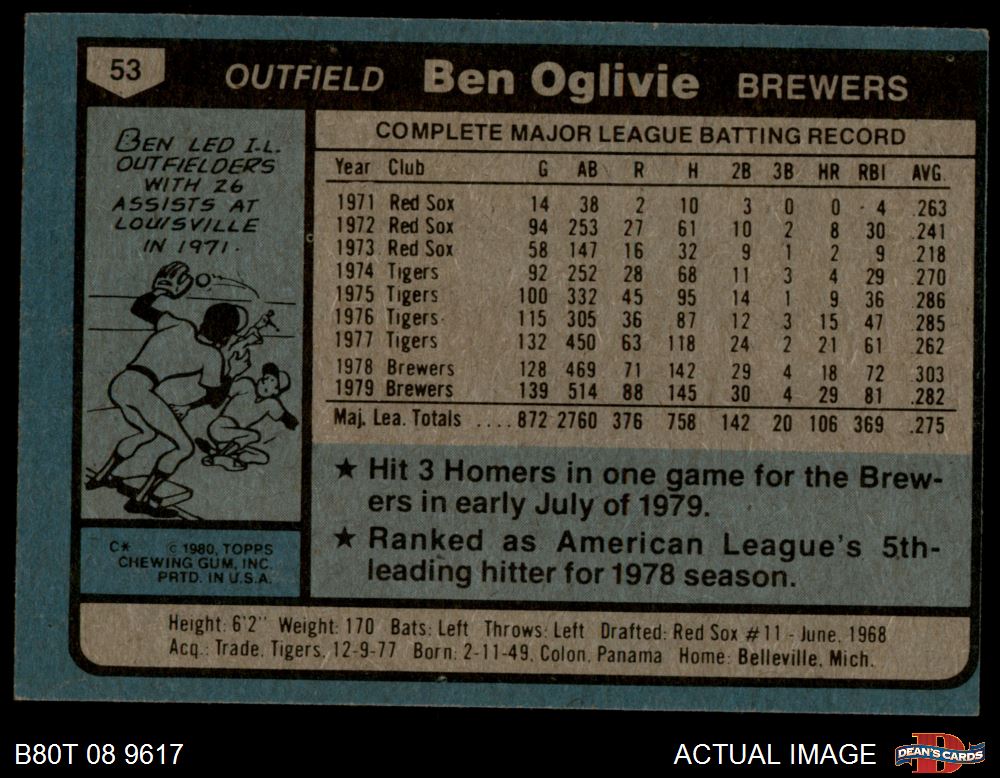 53
OUTFIELD Ben Oglivie BREWERS
BEN LED I.L.
OUTFIELDERS
WITH 26
ASSISTS AT
LOUISVILLE
IN 1971.
COMPLETE MAJOR LEAGUE BATTING RECORD
Year Club G AB R H 2B 3B HR RBI AVG.
1971 Red Sox 14 38 2 10 3 0 0 4 .263
1972 Red Sox 94 253 27 61 10 2 8 30 .241
1973 Red Sox 58 147 16 32 9 1 2 9 .218
1974 Tigers 92 252 28 68 11 3 4 29 .270
1975 Tigers 100 332 45 95 14 1 9 36 .286
1976 Tigers 115 305 36 87 12 3 15 47 .285
1977 Tigers 132 450 63 118 24 2 21 61 .262
1978 Brewers 128 469 71 142 29 4 18 72 .303
1979 Brewers 139 514 88 145 30 4 29 81 .282
Maj. Lea. Totals ....872 2760 376 758 142 20 106 369 .275
★ Hit 3 Homers in one game for the Brew-
ers in early July of 1979.
★ Ranked as American League's 5th-
leading hitter for 1978 season.
C* © 1980, TOPPS
CHEWING GUM, INC.
PRTD. IN U.S.A.
Height: 6'2" Weight: 170 Bats: Left Throws: Left Drafted: Red Sox #11 - June, 1968
Acq.: Trade, Tigers, 12-9-77 Born: 2-11-49, Colon, Panama Home: Belleville, Mich.
B80T 08 9617
ACTUAL IMAGE
DEAN'S CARDS